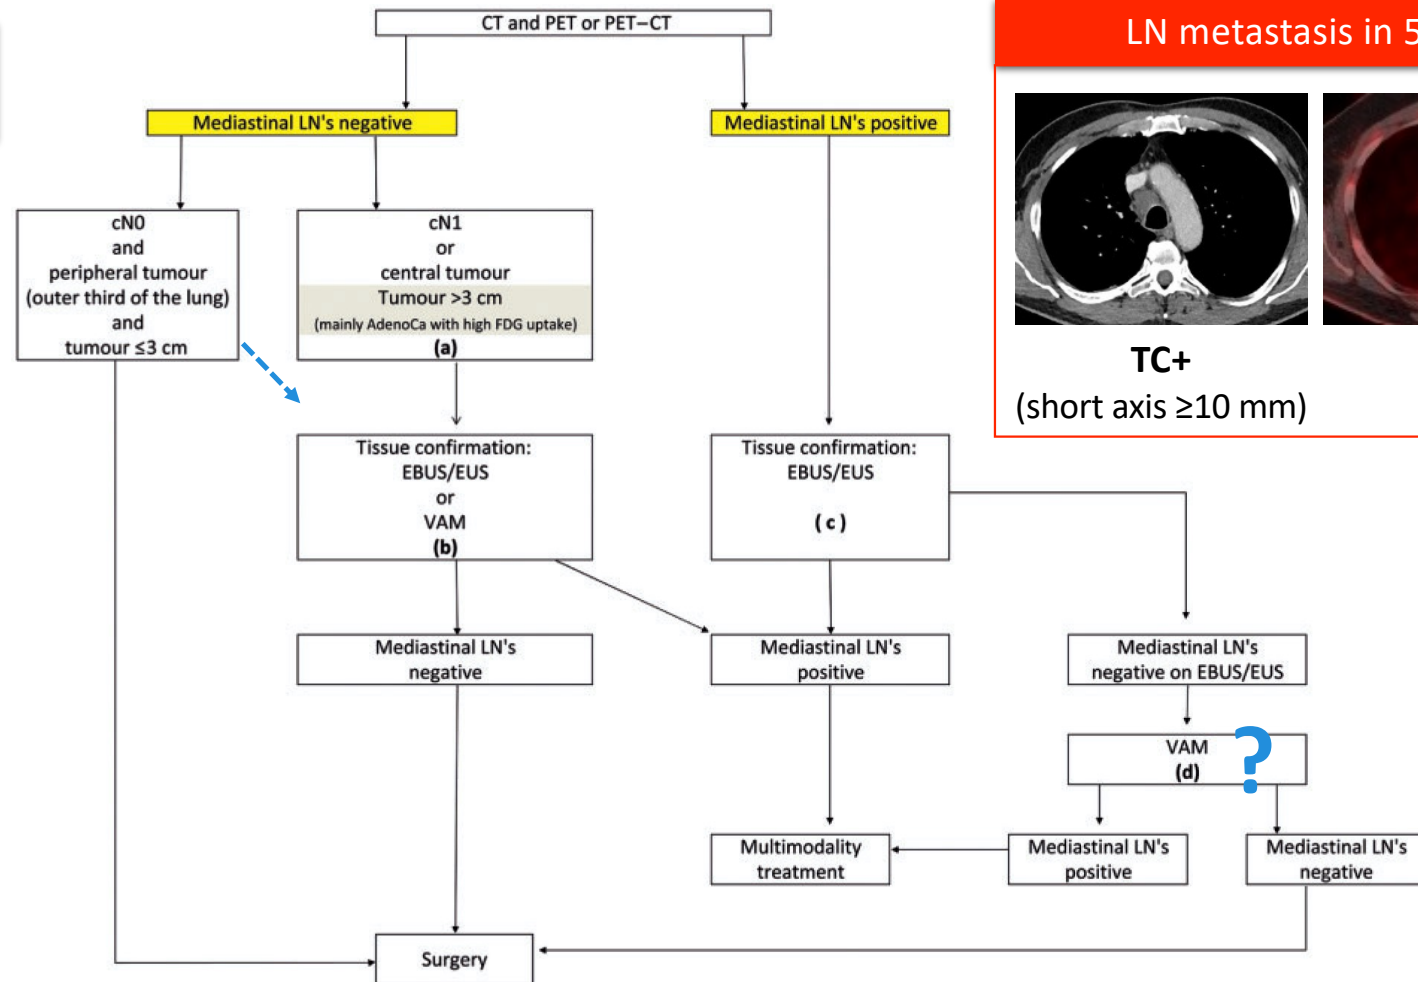 CT and PET or PET–CT
LN metastasis in 5
Mediastinal LN's negative
Mediastinal LN's positive
cN0
and
peripheral tumour
(outer third of the lung)
and
tumour ≤3 cm
cN1
or
central tumour
Tumour >3 cm
(mainly AdenoCa with high FDG uptake)
(a)
TC+
(short axis ≥10 mm)
Tissue confirmation:
EBUS/EUS
or
VAM
(b)
Tissue confirmation:
EBUS/EUS
( c )
Mediastinal LN's
negative
Mediastinal LN's
positive
Mediastinal LN's
negative on EBUS/EUS
VAM
(d)
?
Multimodality
treatment
Mediastinal LN's
positive
Mediastinal LN's
negative
Surgery